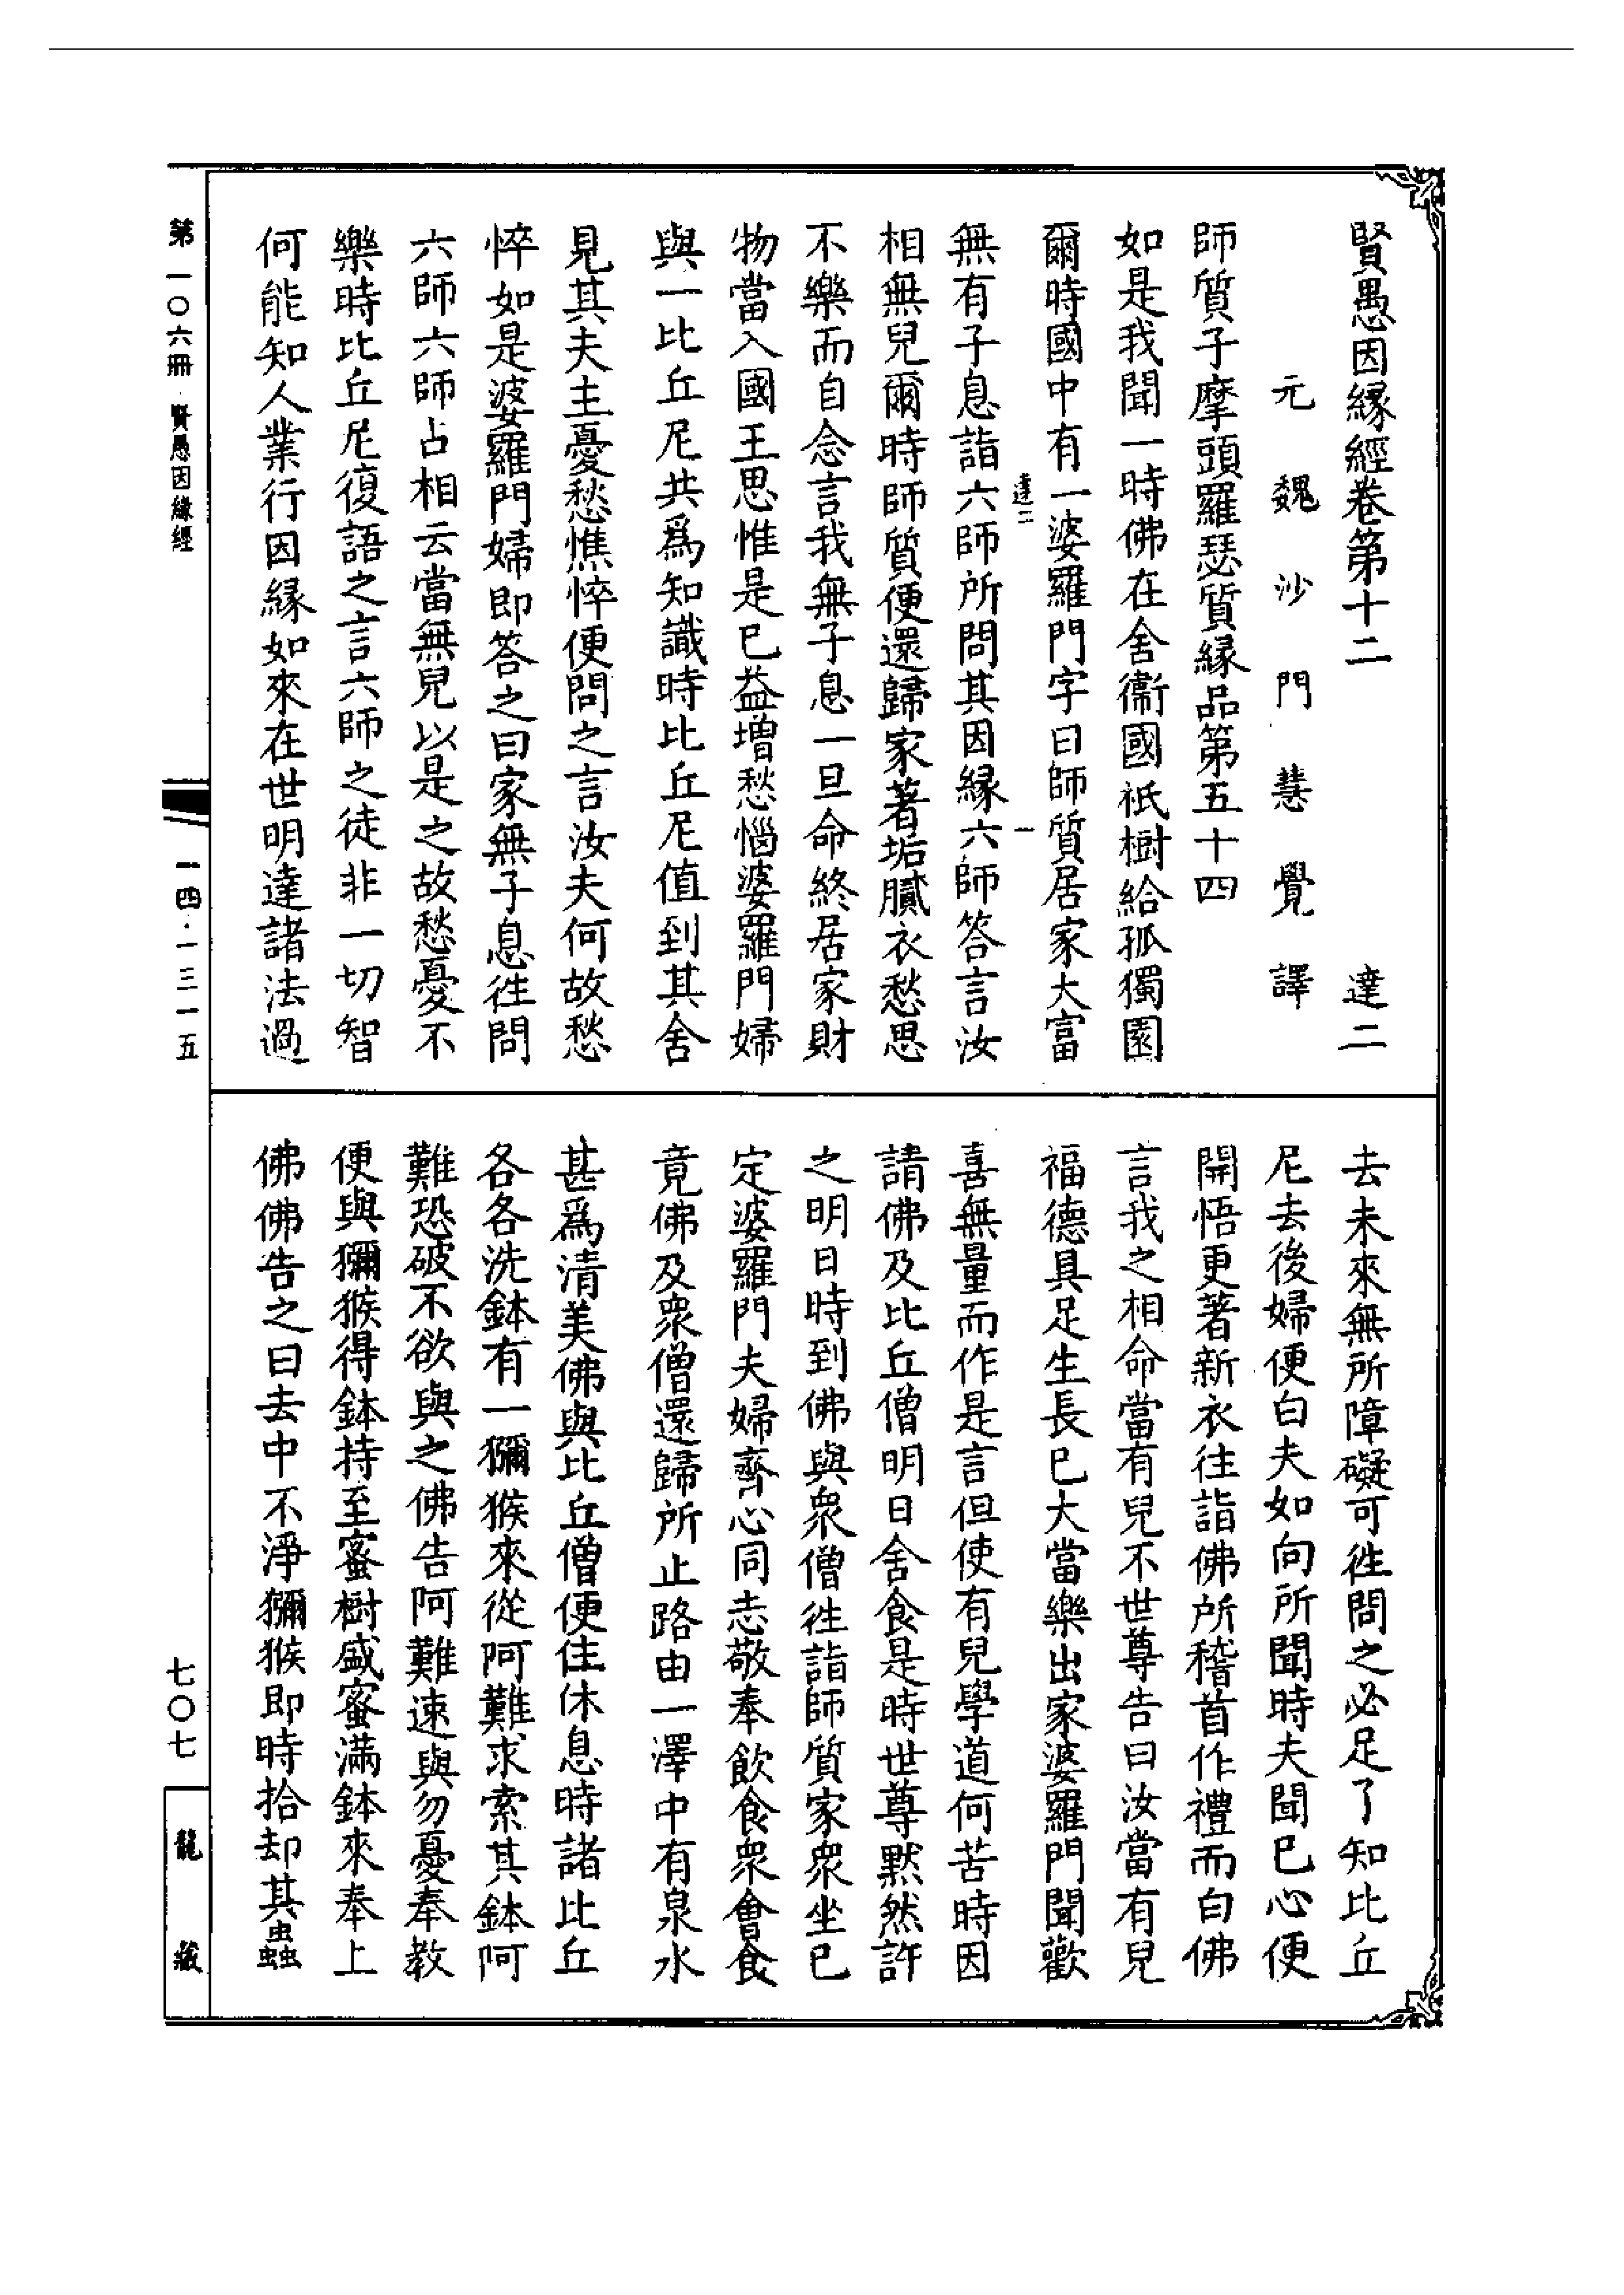 賢愚因緣經卷第十二　達二
元魏沙門慧覺譯
師質子摩頭羅瑟質緣品第五十四
如是我聞一時佛在舍衞國祇樹給孤獨園
爾時國中有一婆羅門字曰師質居家大富
達二　一
無有子息詣六師所問其因緣六師答言汝
相無兒爾時師質便還歸家著垢膩衣愁思
不樂而自念言我無子息一旦命終居家財
物當入國王思惟是已益增愁惱婆羅門婦
與一比丘尼共爲知識時比丘尼值到其舍
見其夫主憂愁憔悴便問之言汝夫何故愁
悴如是婆羅門婦即答之曰家無子息往問
六師六師占相云當無兒以是之故愁憂不
樂時比丘尼復語之言六師之徒非一切智
何能知人業行因緣如來在世明達諸法過
去未來無所障礙可往問之必足了知比丘
尼去後婦便白夫如向所聞時夫聞已心便
開悟更著新衣往詣佛所稽首作禮而白佛
言我之相命當有兒不世尊告曰汝當有兒
福德具足生長已大當樂出家婆羅門聞歡
喜無量而作是言但使有兒學道何苦時因
請佛及比丘僧明日舍食是時世尊默然許
之明日時到佛與眾僧往詣師質家眾坐已
定婆羅門夫婦齊心同志敬奉飲食眾會食
竟佛及眾僧還歸所止路由一澤中有泉水
甚爲清美佛與比丘僧便住休息時諸比丘
各各洗鉢有一獼猴來從阿難求索其鉢阿
難恐破不欲與之佛告阿難速與勿憂奉教
便與獼猴得鉢持至蜜樹盛蜜滿鉢來奉上
佛佛告之曰去中不淨獼猴即時拾却其蟲
第一〇六冊·賢愚因緣經
一四·一三一五
七〇七
龍藏